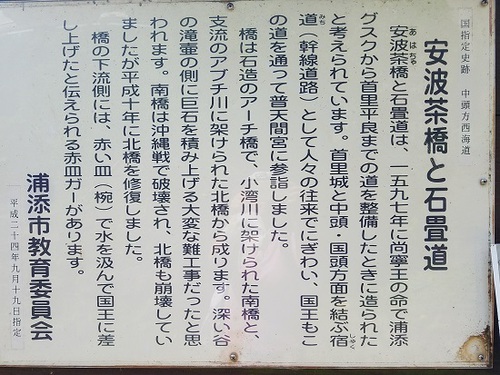 国指定史跡 中頭方西海道
安波茶橋と石畳道
あはちゃ
安波茶橋と石畳道は、一五九七年に尚寧王の命で浦添
グスクから首里平良までの道を整備したときに造られた
と考えられています。首里城と中頭・国頭方面を結ぶ宿
しゅく
道(幹線道路)として人々の往来でにぎわい、国王もこ
みち
の道を通って普天間宮に参詣しました。
橋は石造のアーチ橋で、小湾川に架けられた南橋と、
支流のアブチ川に架けられた北橋から成ります。深い谷
の滝壷の側に巨石を積み上げる大変な難工事だったと思
われます。南橋は沖縄戦で破壊され、北橋も崩壊してい
ましたが平成十年に北橋を修復しました。
橋の下流側には、赤い皿(椀)で水を汲んで国王に差
し上げたと伝えられる赤皿ガーがあります。
浦添市教育委員会
平成二十四年九月十九日指定